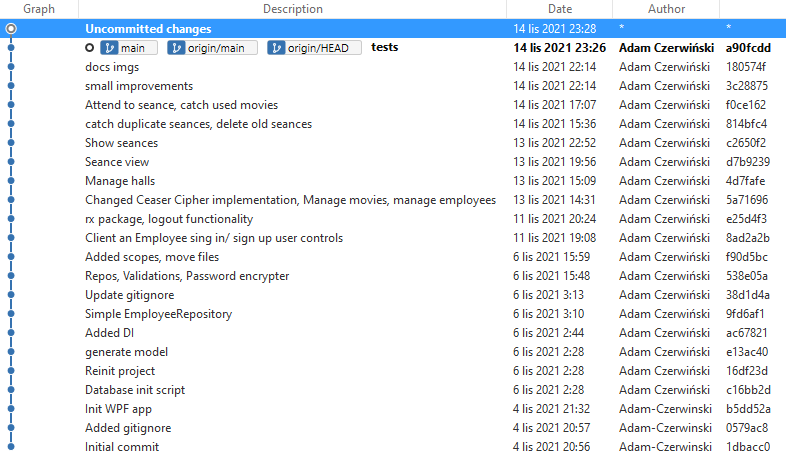 Graph Description Date Author
Uncommitted changes 14 lis 2021 23:28 * *
main origin/main origin/HEAD tests 14 lis 2021 23:26 Adam Czerwiński a90fcdd
docs imgs 14 lis 2021 22:14 Adam Czerwiński 180574f
small improvements 14 lis 2021 22:14 Adam Czerwiński 3c28875
Attend to seance, catch used movies 14 lis 2021 17:07 Adam Czerwiński f0ce162
catch duplicate seances, delete old seances 14 lis 2021 15:36 Adam Czerwiński 814bfc4
Show seances 13 lis 2021 22:52 Adam Czerwiński c2650f2
Seance view 13 lis 2021 19:56 Adam Czerwiński d7b9239
Manage halls 13 lis 2021 15:09 Adam Czerwiński 4d7fafe
Changed Ceaser Cipher implementation, Manage movies, manage employees 13 lis 2021 14:31 Adam Czerwiński 5a71696
rx package, logout functionality 11 lis 2021 20:24 Adam Czerwiński e25d4f3
Client an Employee sing in/ sign up user controls 11 lis 2021 19:08 Adam Czerwiński 8ad2a2b
Added scopes, move files 6 lis 2021 15:59 Adam Czerwiński f90d5bc
Repos, Validations, Password encrypter 6 lis 2021 15:48 Adam Czerwiński 538e05a
Update gitignore 6 lis 2021 3:13 Adam Czerwiński 38d1d4a
Simple EmployeeRepository 6 lis 2021 3:10 Adam Czerwiński 9fd6af1
Added DI 6 lis 2021 2:44 Adam Czerwiński ac67821
generate model 6 lis 2021 2:28 Adam Czerwiński e13ac40
Reinit project 6 lis 2021 2:28 Adam Czerwiński 16df23d
Database init script 6 lis 2021 2:28 Adam Czerwiński c16bb2d
Init WPF app 4 lis 2021 21:32 Adam-Czerwinski b5dd52a
Added gitignore 4 lis 2021 20:57 Adam-Czerwinski 0579ac8
Initial commit 4 lis 2021 20:56 Adam-Czerwinski 1dbacc0